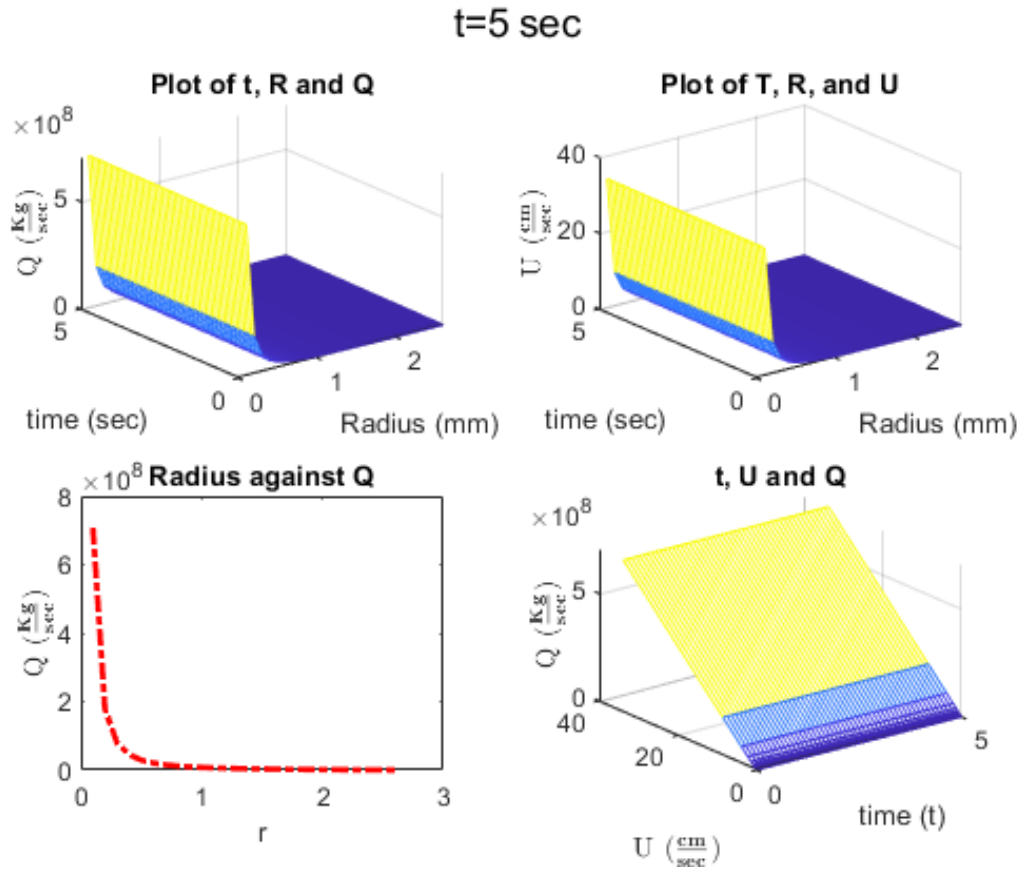 t=5 sec
Plot of t, R and Q
×10^8
Q (Kg/sec)
5
0
5
0
0
1
2
time (sec)
Radius (mm)
Plot of T, R, and U
U (cm/sec)
40
20
0
5
0
0
1
2
time (sec)
Radius (mm)
Radius against Q
×10^8
Q (Kg/sec)
8
6
4
2
0
0
1
2
3
r
t, U and Q
×10^8
Q (Kg/sec)
5
0
40
20
0
0
5
time (t)
U (cm/sec)